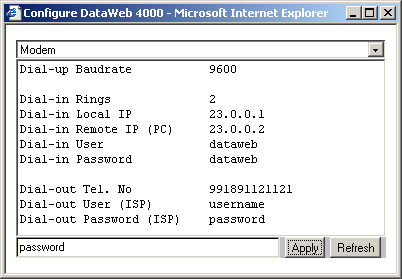 Configure DataWeb 4000 - Microsoft Internet Explorer
Modem
Dial-up Baudrate 9600
Dial-in Rings 2
Dial-in Local IP 23.0.0.1
Dial-in Remote IP (PC) 23.0.0.2
Dial-in User dataweb
Dial-in Password dataweb
Dial-out Tel. No 991891121121
Dial-out User (ISP) username
Dial-out Password (ISP) password
password Apply Refresh